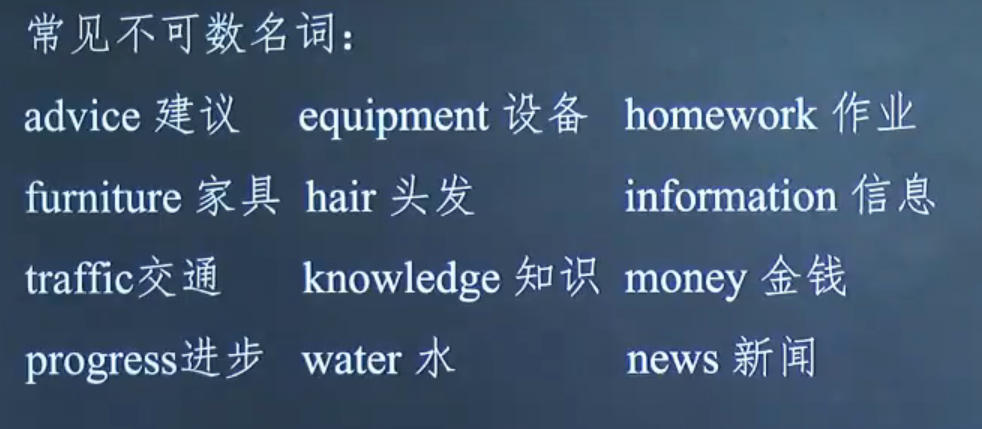 常见不可数名词：
advice 建议 equipment 设备 homework 作业
furniture 家具 hair 头发 information 信息
traffic交通 knowledge 知识 money 金钱
progress进步 water 水 news 新闻